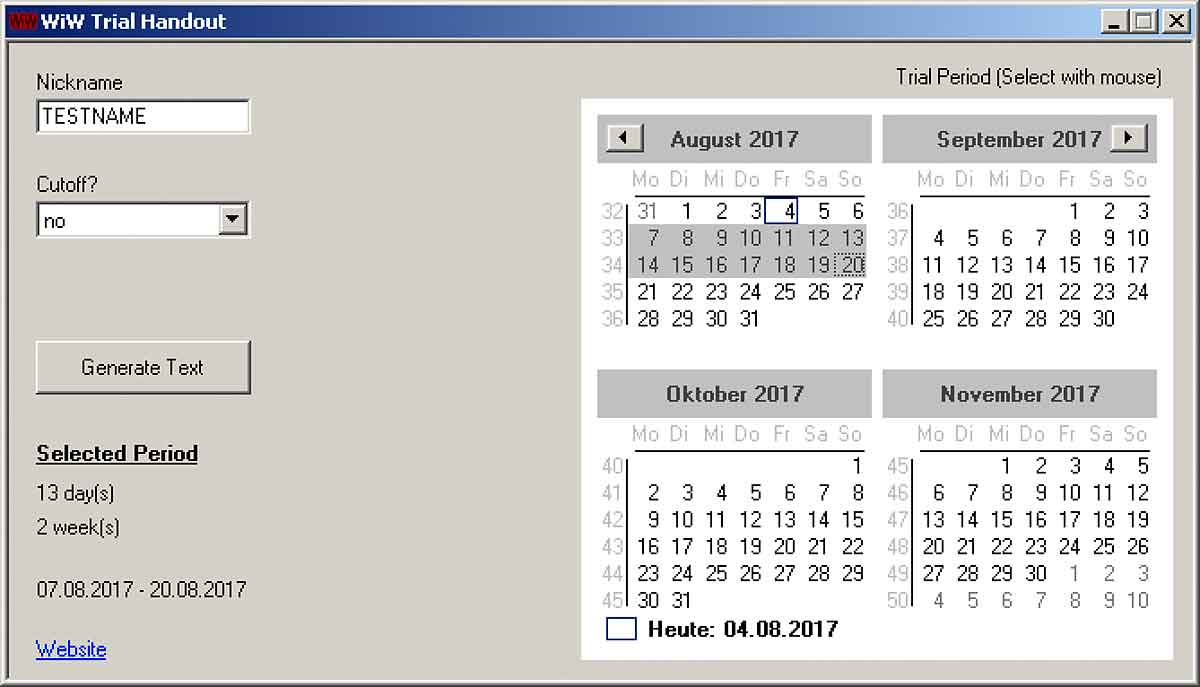 WiW Trial Handout
Nickname
TESTNAME
Cutoff?
no
Generate Text
Selected Period
13 day(s)
2 week(s)
07.08.2017 - 20.08.2017
Website
Trial Period (Select with mouse)
August 2017
Mo Di Mi Do Fr Sa So
32 31 1 2 3 4 5 6
33 7 8 9 10 11 12 13
34 14 15 16 17 18 19 20
35 21 22 23 24 25 26 27
36 28 29 30 31
September 2017
Mo Di Mi Do Fr Sa So
36 1 2 3
37 4 5 6 7 8 9 10
38 11 12 13 14 15 16 17
39 18 19 20 21 22 23 24
40 25 26 27 28 29 30
Oktober 2017
Mo Di Mi Do Fr Sa So
40 1
41 2 3 4 5 6 7 8
42 9 10 11 12 13 14 15
43 16 17 18 19 20 21 22
44 23 24 25 26 27 28 29
45 30 31
November 2017
Mo Di Mi Do Fr Sa So
45 1 2 3 4 5
46 6 7 8 9 10 11 12
47 13 14 15 16 17 18 19
48 20 21 22 23 24 25 26
49 27 28 29 30 1 2 3
50 4 5 6 7 8 9 10
Heute: 04.08.2017